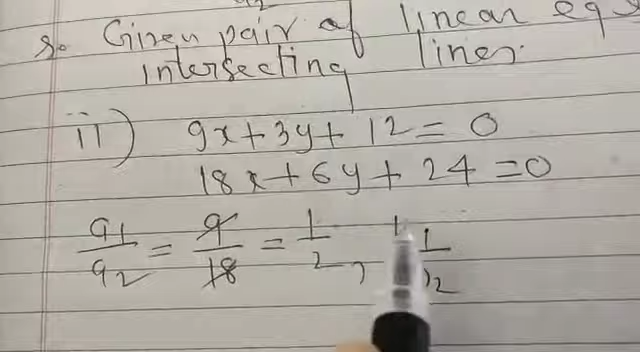 So Given pair of linear equ
intersecting lines.
ii) 9x+3y+12=0
18x+6y+24=0
a1/a2 = 9/18 = 1/2,